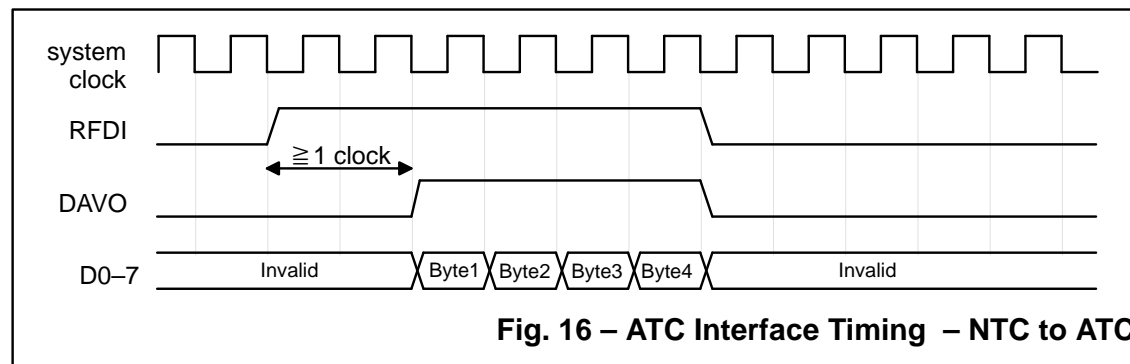 system
clock
RFDI
≧ 1 clock
DAVO
D0–7
Invalid
Byte1
Byte2
Byte3
Byte4
Invalid
Fig. 16 – ATC Interface Timing – NTC to ATC